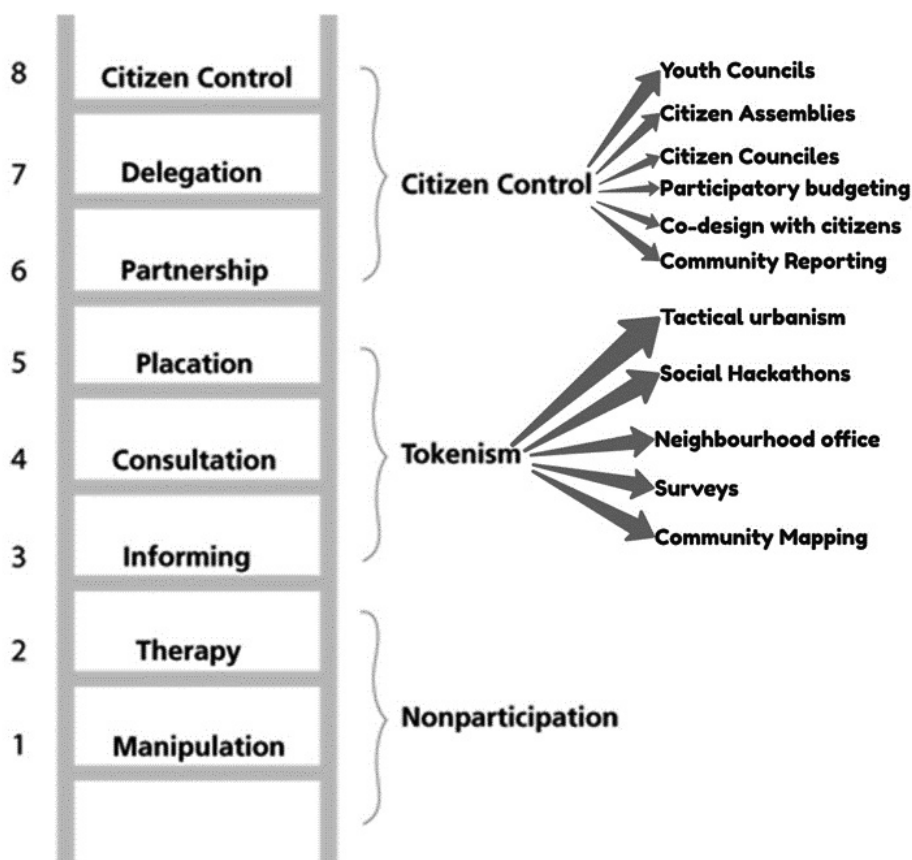 8
Citizen Control
7
Delegation
6
Partnership
5
Placation
4
Consultation
3
Informing
2
Therapy
1
Manipulation
Citizen Control
Youth Councils
Citizen Assemblies
Citizen Counciles
Participatory budgeting
Co-design with citizens
Community Reporting
Tokenism
Tactical urbanism
Social Hackathons
Neighbourhood office
Surveys
Community Mapping
Nonparticipation